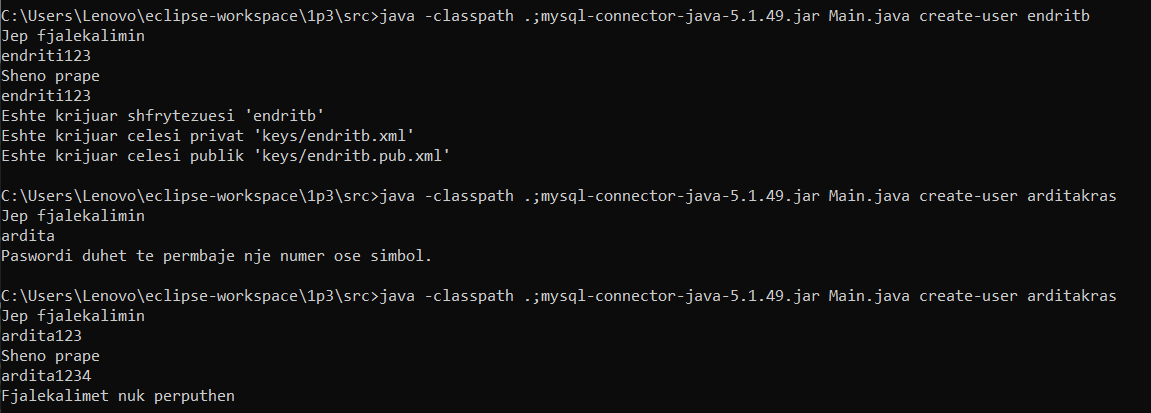 C:\Users\Lenovo\eclipse-workspace\1p3\src>java -classpath .;mysql-connector-java-5.1.49.jar Main.java create-user endritb
Jep fjalekalimin
endriti123
Sheno prape
endriti123
Eshte krijuar shfrytezuesi 'endritb'
Eshte krijuar celesi privat 'keys/endritb.xml'
Eshte krijuar celesi publik 'keys/endritb.pub.xml'
C:\Users\Lenovo\eclipse-workspace\1p3\src>java -classpath .;mysql-connector-java-5.1.49.jar Main.java create-user arditakras
Jep fjalekalimin
ardita
Paswordi duhet te permbaje nje numer ose simbol.
C:\Users\Lenovo\eclipse-workspace\1p3\src>java -classpath .;mysql-connector-java-5.1.49.jar Main.java create-user arditakras
Jep fjalekalimin
ardita123
Sheno prape
ardita1234
Fjalekalimet nuk perputhen